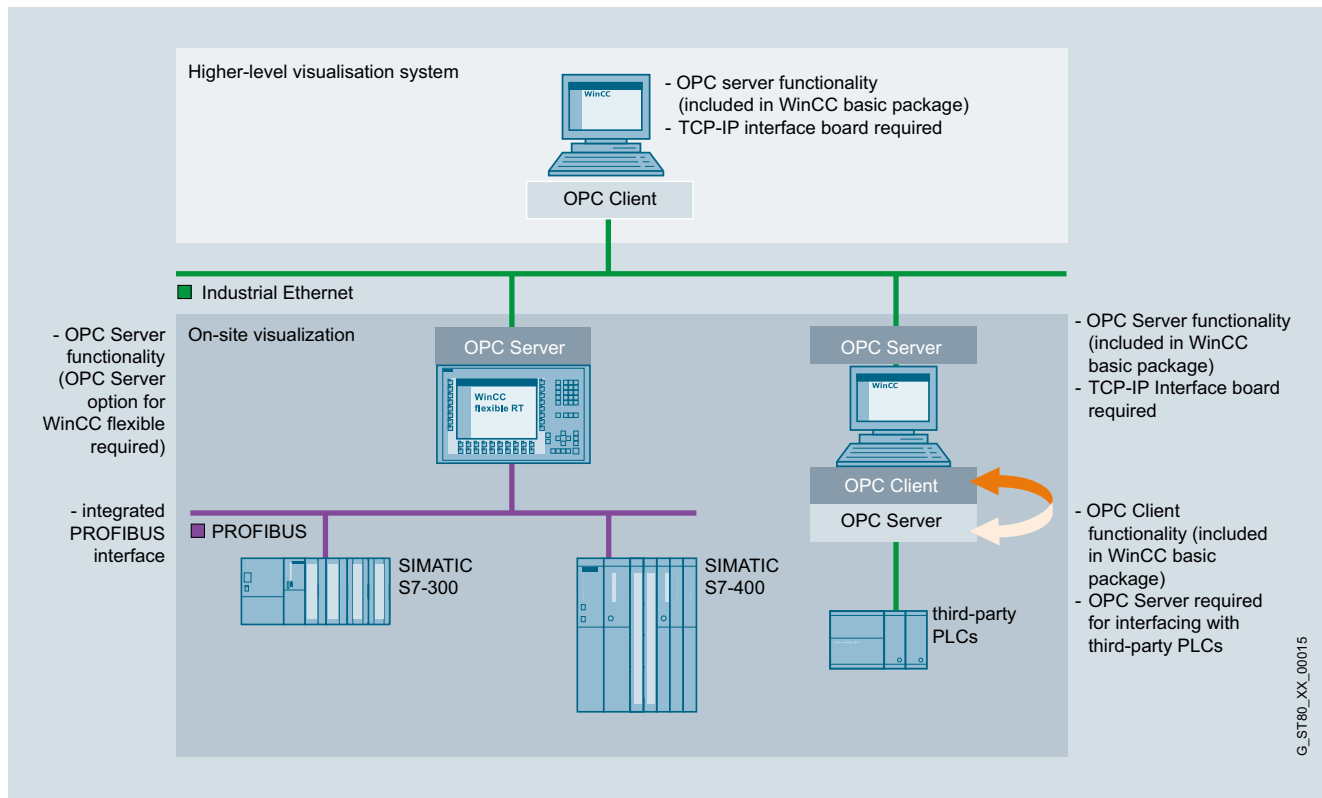 Higher-level visualisation system
WinCC
- OPC server functionality
(included in WinCC basic package)
- TCP-IP interface board required
OPC Client
Industrial Ethernet
- OPC Server
functionality
(OPC Server
option for
WinCC flexible
required)
On-site visualization
OPC Server
WinCC
flexible RT
OPC Server
WinCC
- OPC Server functionality
(included in WinCC
basic package)
- TCP-IP Interface board
required
OPC Client
OPC Server
- integrated
PROFIBUS
interface
PROFIBUS
SIMATIC
S7-300
SIMATIC
S7-400
third-party
PLCs
- OPC Client
functionality (included
in WinCC basic
package)
- OPC Server required
for interfacing with
third-party PLCs
G_ST80_XX_00015